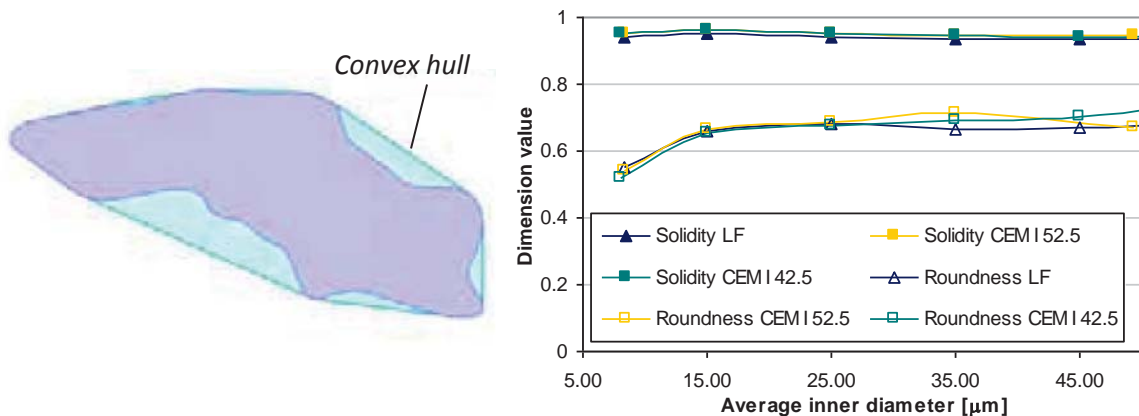 Convex hull
Dimension value
1
0.8
0.6
0.4
0.2
0
Solidity LF
Solidity CEM I 52.5
Solidity CEM I 42.5
Roundness LF
Roundness CEM I 52.5
Roundness CEM I 42.5
5.00 15.00 25.00 35.00 45.00
Average inner diameter [μm]